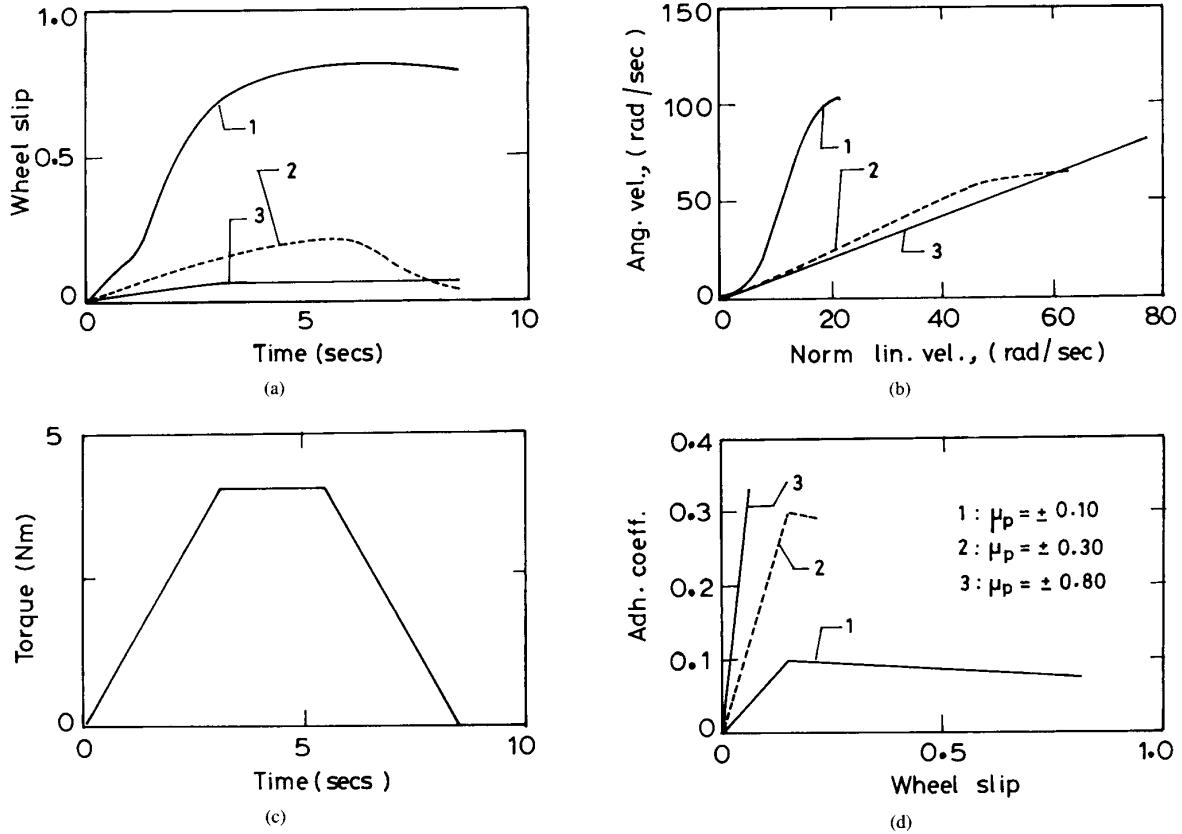 1.0
Wheel slip
0.5
0
1
2
3
0
5
10
Time (secs)
(a)
150
Ang. vel., ( rad / sec)
100
50
0
1
2
3
0
20
40
60
80
Norm lin. vel., ( rad/sec)
(b)
5
Torque (Nm)
0
0
5
10
Time (secs )
(c)
0.4
Adh. coeff.
0.3
0.2
0.1
0
3
2
1
1 : μp = ± 0.10
2 : μp = ± 0.30
3 : μp = ± 0.80
0
0.5
1.0
Wheel slip
(d)